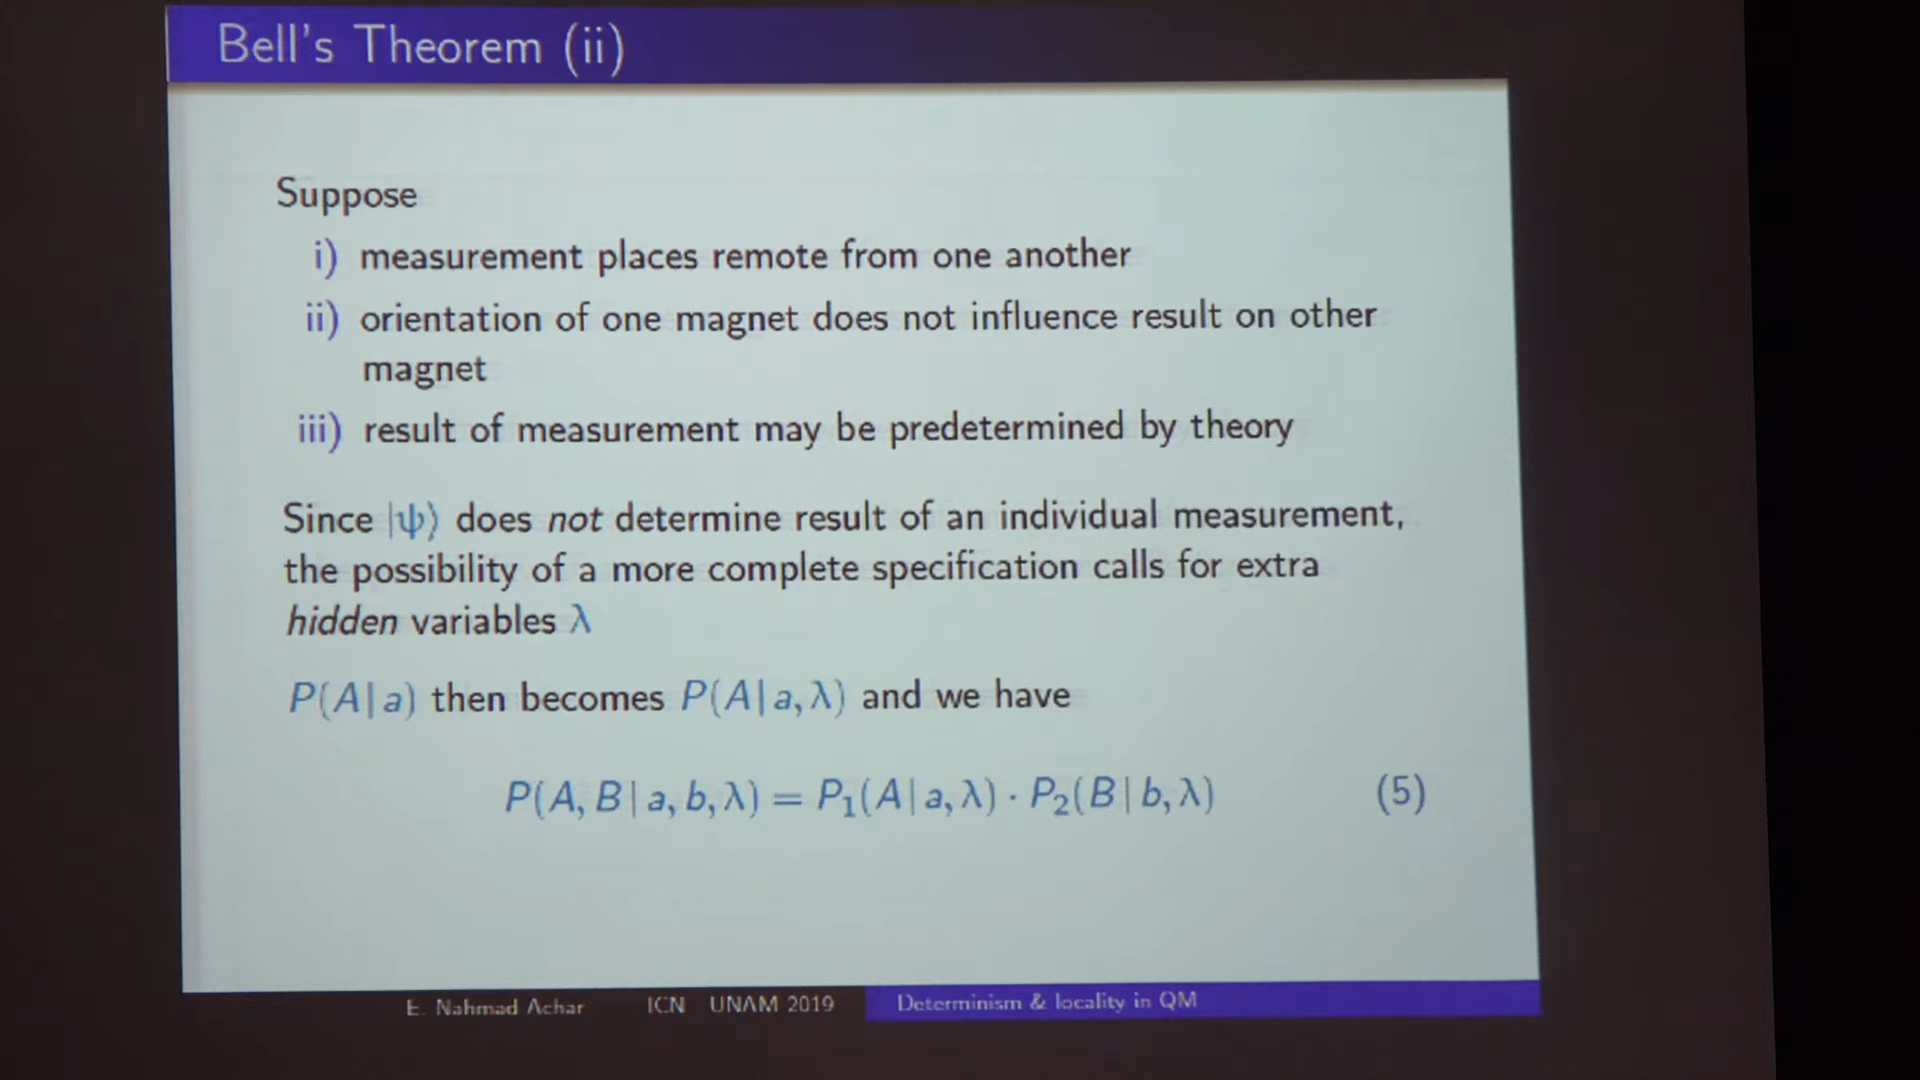 Bell's Theorem (ii)
Suppose
i) measurement places remote from one another
ii) orientation of one magnet does not influence result on other
magnet
iii) result of measurement may be predetermined by theory
Since |ψ⟩ does not determine result of an individual measurement,
the possibility of a more complete specification calls for extra
hidden variables λ
P(A|a) then becomes P(A|a,λ) and we have
P(A,B|a,b,λ) = P₁(A|a,λ) · P₂(B|b,λ) (5)
E. Nahmad Achar ICN UNAM 2019 Determinism & locality in QM